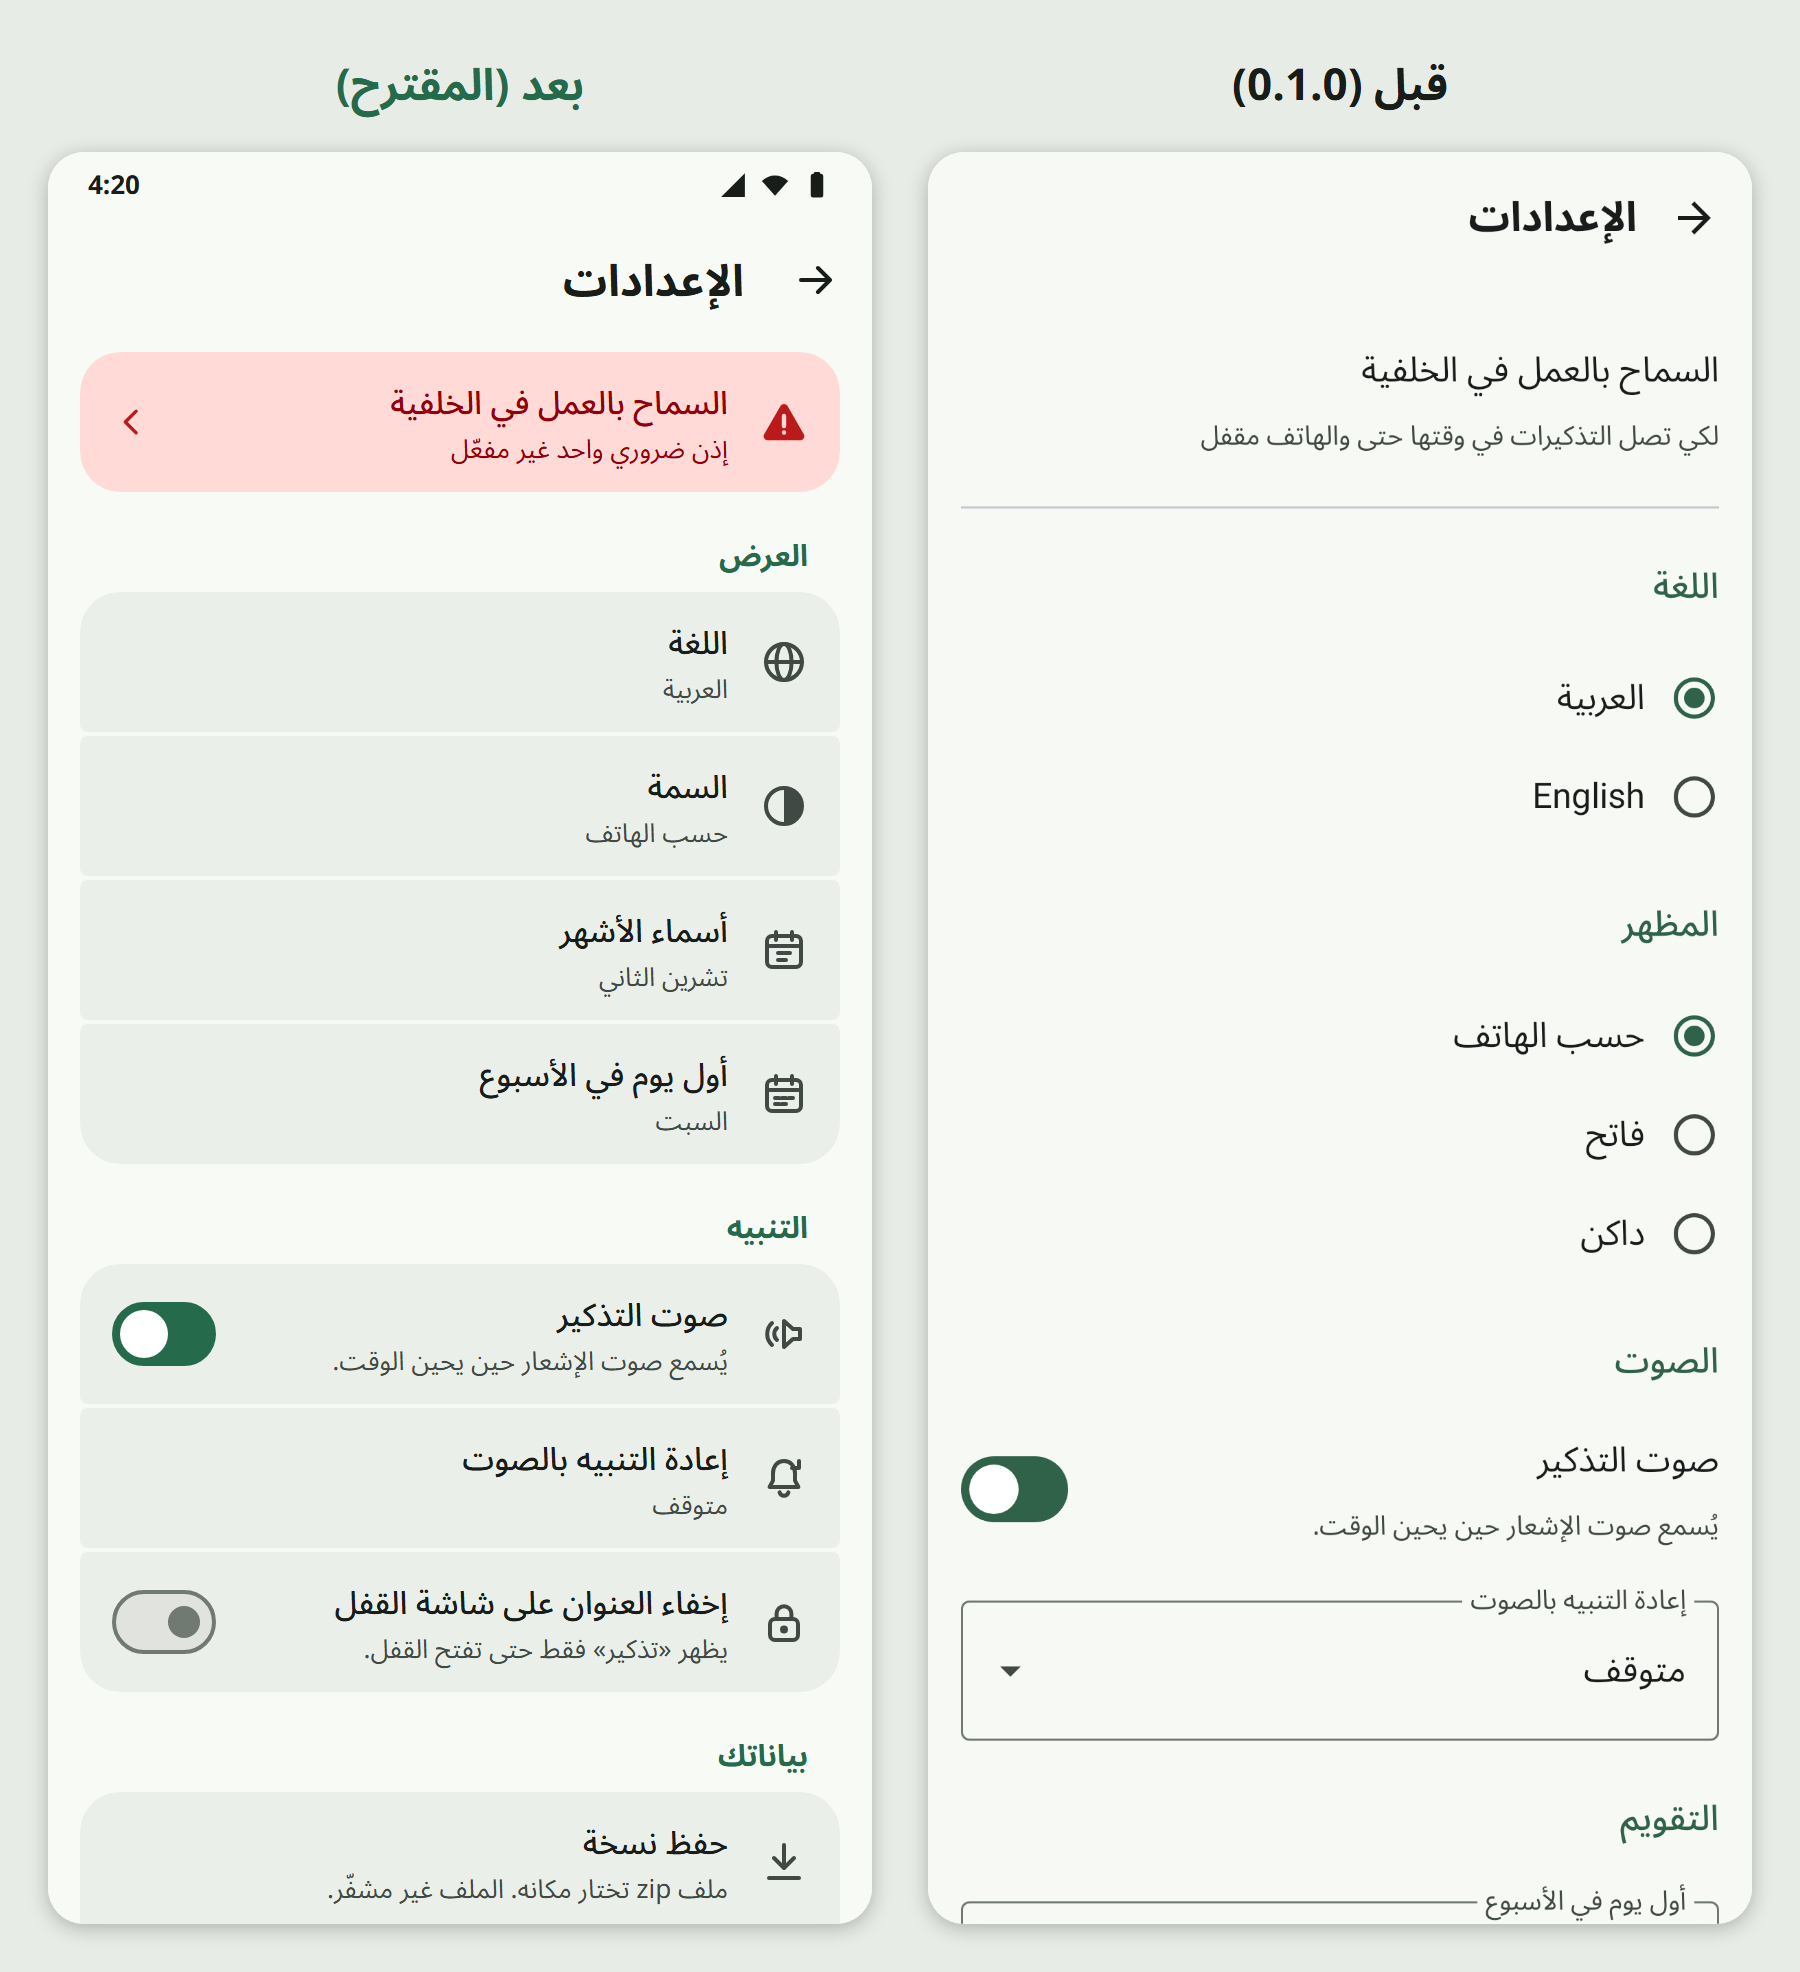 قبل (0.1.0)
الإعدادات
السماح بالعمل في الخلفية
لكي تصل التذكيرات في وقتها حتى والهاتف مقفل
اللغة
العربية
English
المظهر
حسب الهاتف
فاتح
داكن
الصوت
صوت التذكير
يُسمع صوت الإشعار حين يحين الوقت.
إعادة التنبيه بالصوت
متوقف
التقويم
أول يوم في الأسبوع
بعد (المقترح)
4:20
الإعدادات
السماح بالعمل في الخلفية
إذن ضروري واحد غير مفعّل
العرض
اللغة
العربية
السمة
حسب الهاتف
أسماء الأشهر
تشرين الثاني
أول يوم في الأسبوع
السبت
التنبيه
صوت التذكير
يُسمع صوت الإشعار حين يحين الوقت.
إعادة التنبيه بالصوت
متوقف
إخفاء العنوان على شاشة القفل
يظهر «تذكير» فقط حتى تفتح القفل.
بياناتك
حفظ نسخة
ملف zip تختار مكانه. الملف غير مشفّر.